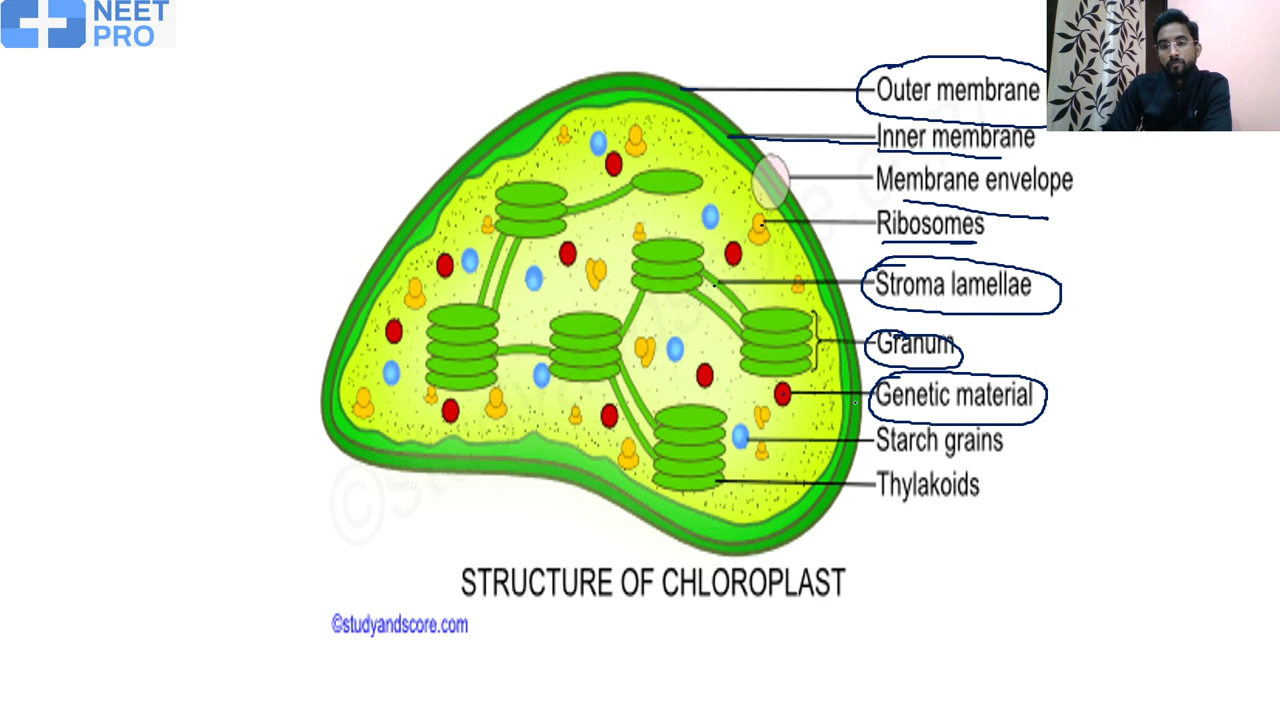 NEET
PRO
Outer membrane
Inner membrane
Membrane envelope
Ribosomes
Stroma lamellae
Granum
Genetic material
Starch grains
Thylakoids
STRUCTURE OF CHLOROPLAST
©studyandscore.com